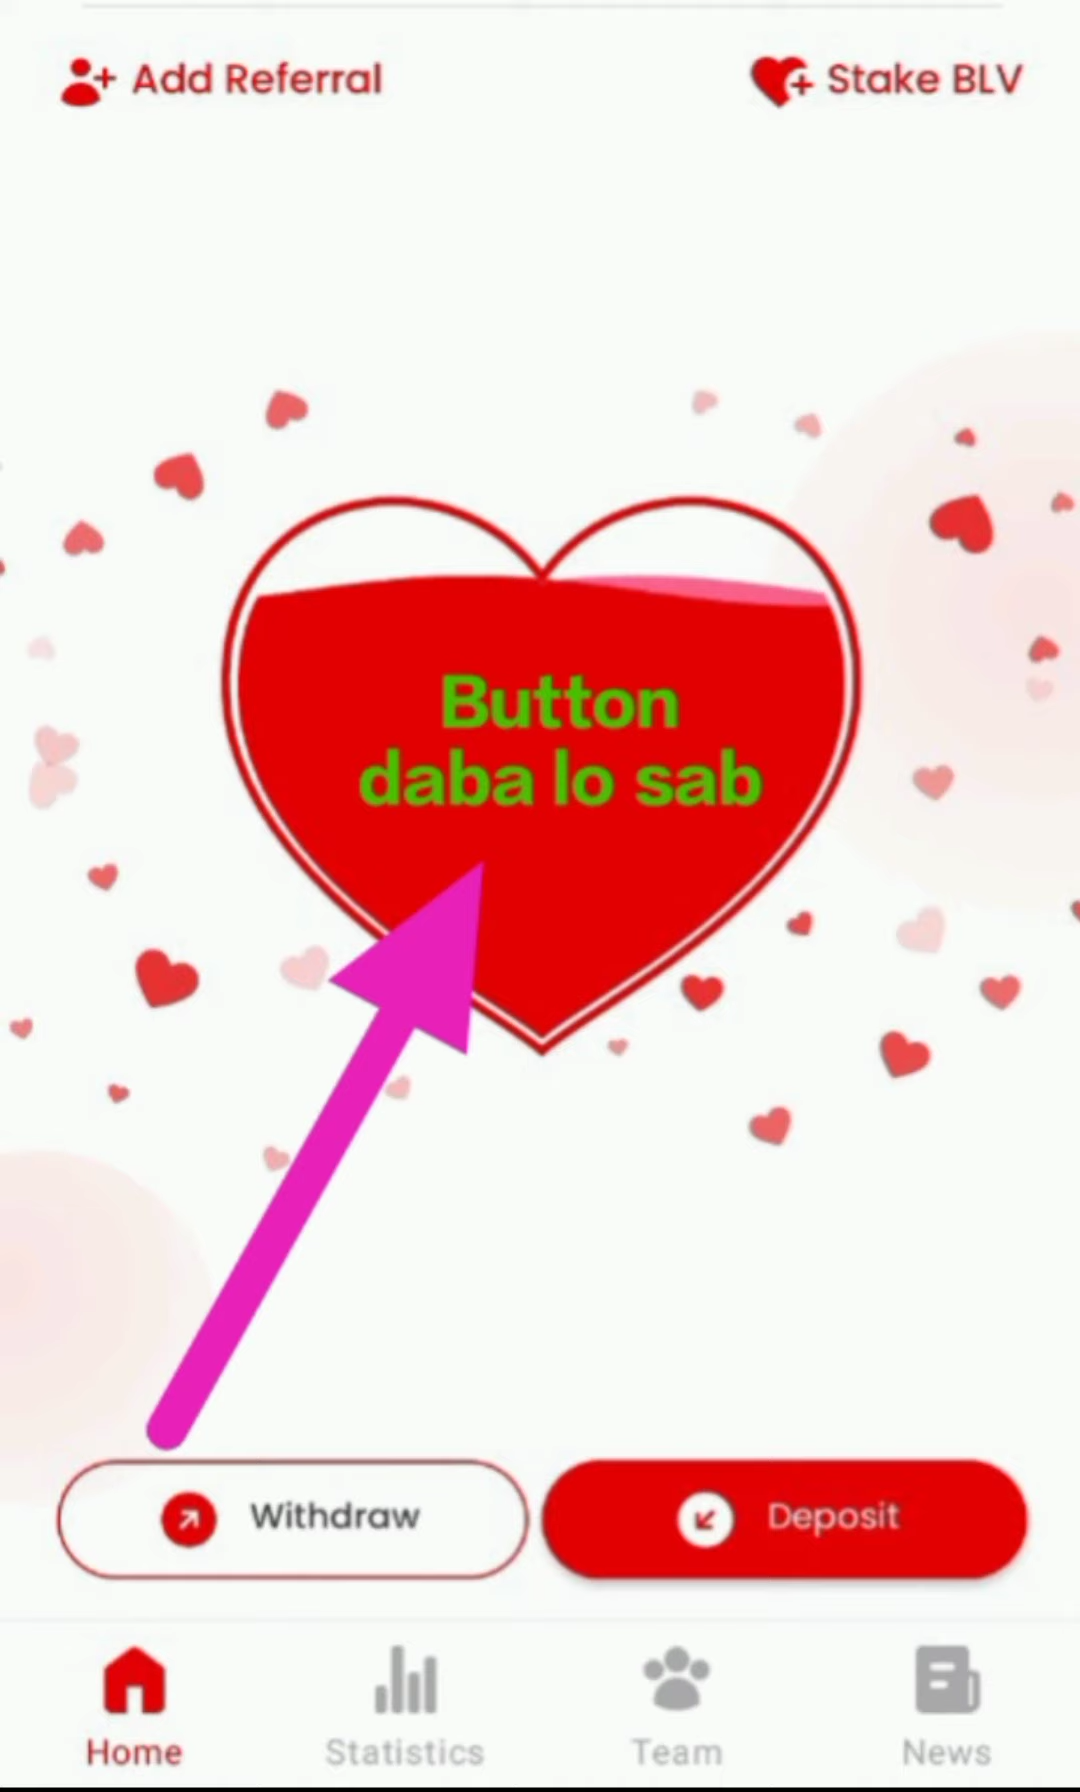 Add Referral
Stake BLV
Button
daba lo sab
Withdraw
Deposit
Home
Statistics
Team
News